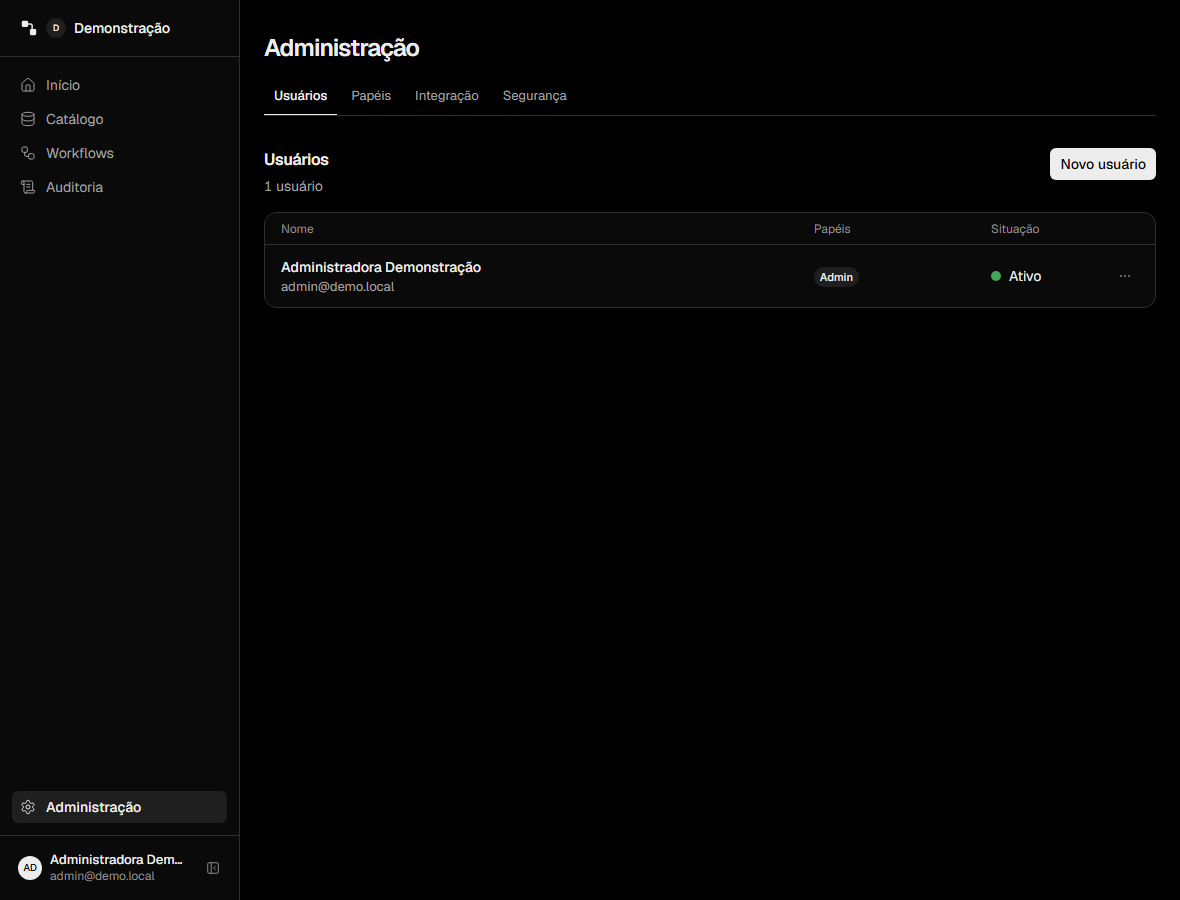 D Demonstração
Início
Catálogo
Workflows
Auditoria
Administração
AD
Administradora Dem...
admin@demo.local
Administração
Usuários Papéis Integração Segurança
Usuários
1 usuário
Novo usuário
Nome Papéis Situação
Administradora Demonstração
admin@demo.local
Admin
Ativo